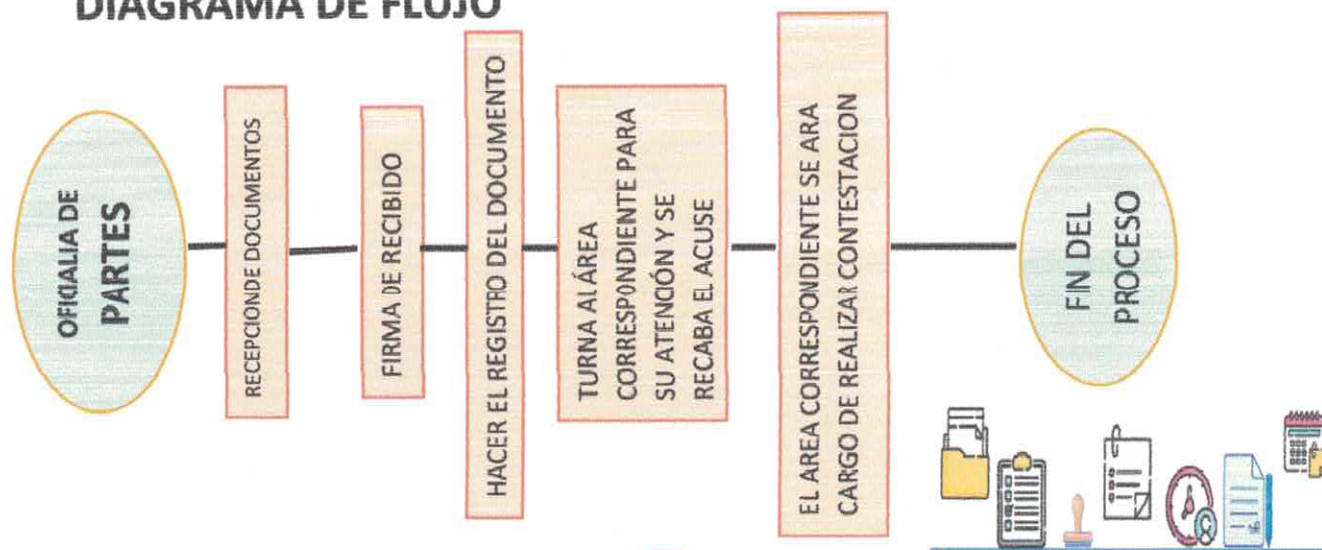 DIAGRAMA DE FLUJO
OFICIALIA DE
PARTES
RECEPCION DE DOCUMENTOS
FIRMA DE RECIBIDO
HACER EL REGISTRO DEL DOCUMENTO
TURNA AL ÁREA
CORRESPONDIENTE PARA
SU ATENCIÓN Y SE
RECABA EL ACUSE
EL AREA CORRESPONDIENTE SE ARA
CARGO DE REALIZAR CONTESTACION
FIN DEL
PROCESO